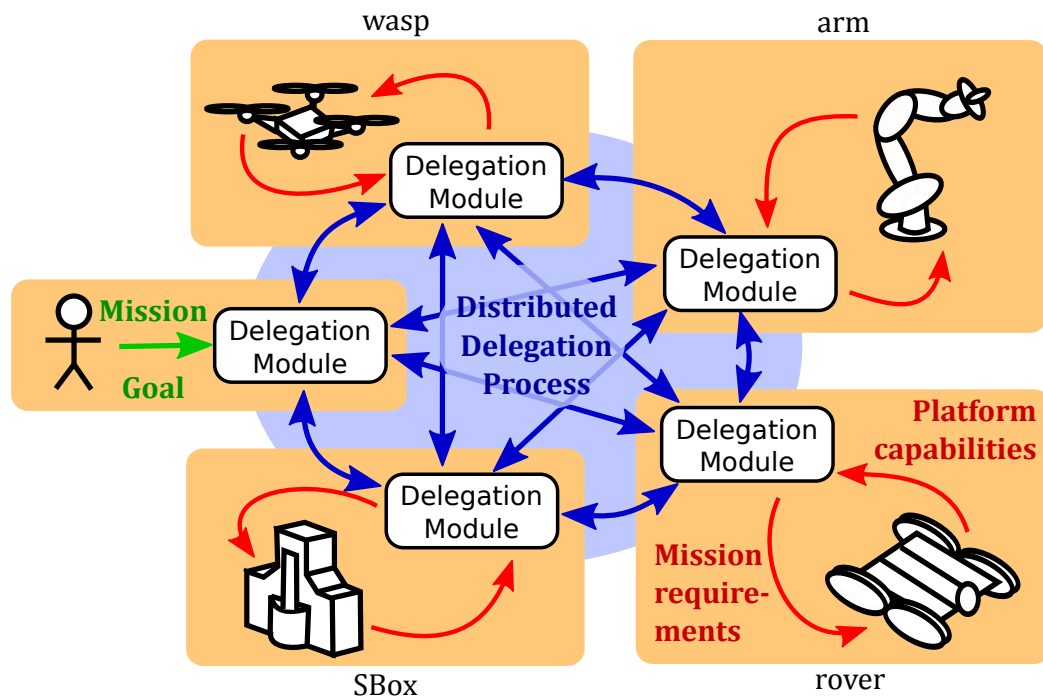 wasp
arm
Delegation
Module
Delegation
Module
Mission
Goal
Delegation
Module
Distributed
Delegation
Process
Delegation
Module
Platform
capabilities
Delegation
Module
Mission
require-
ments
SBox
rover